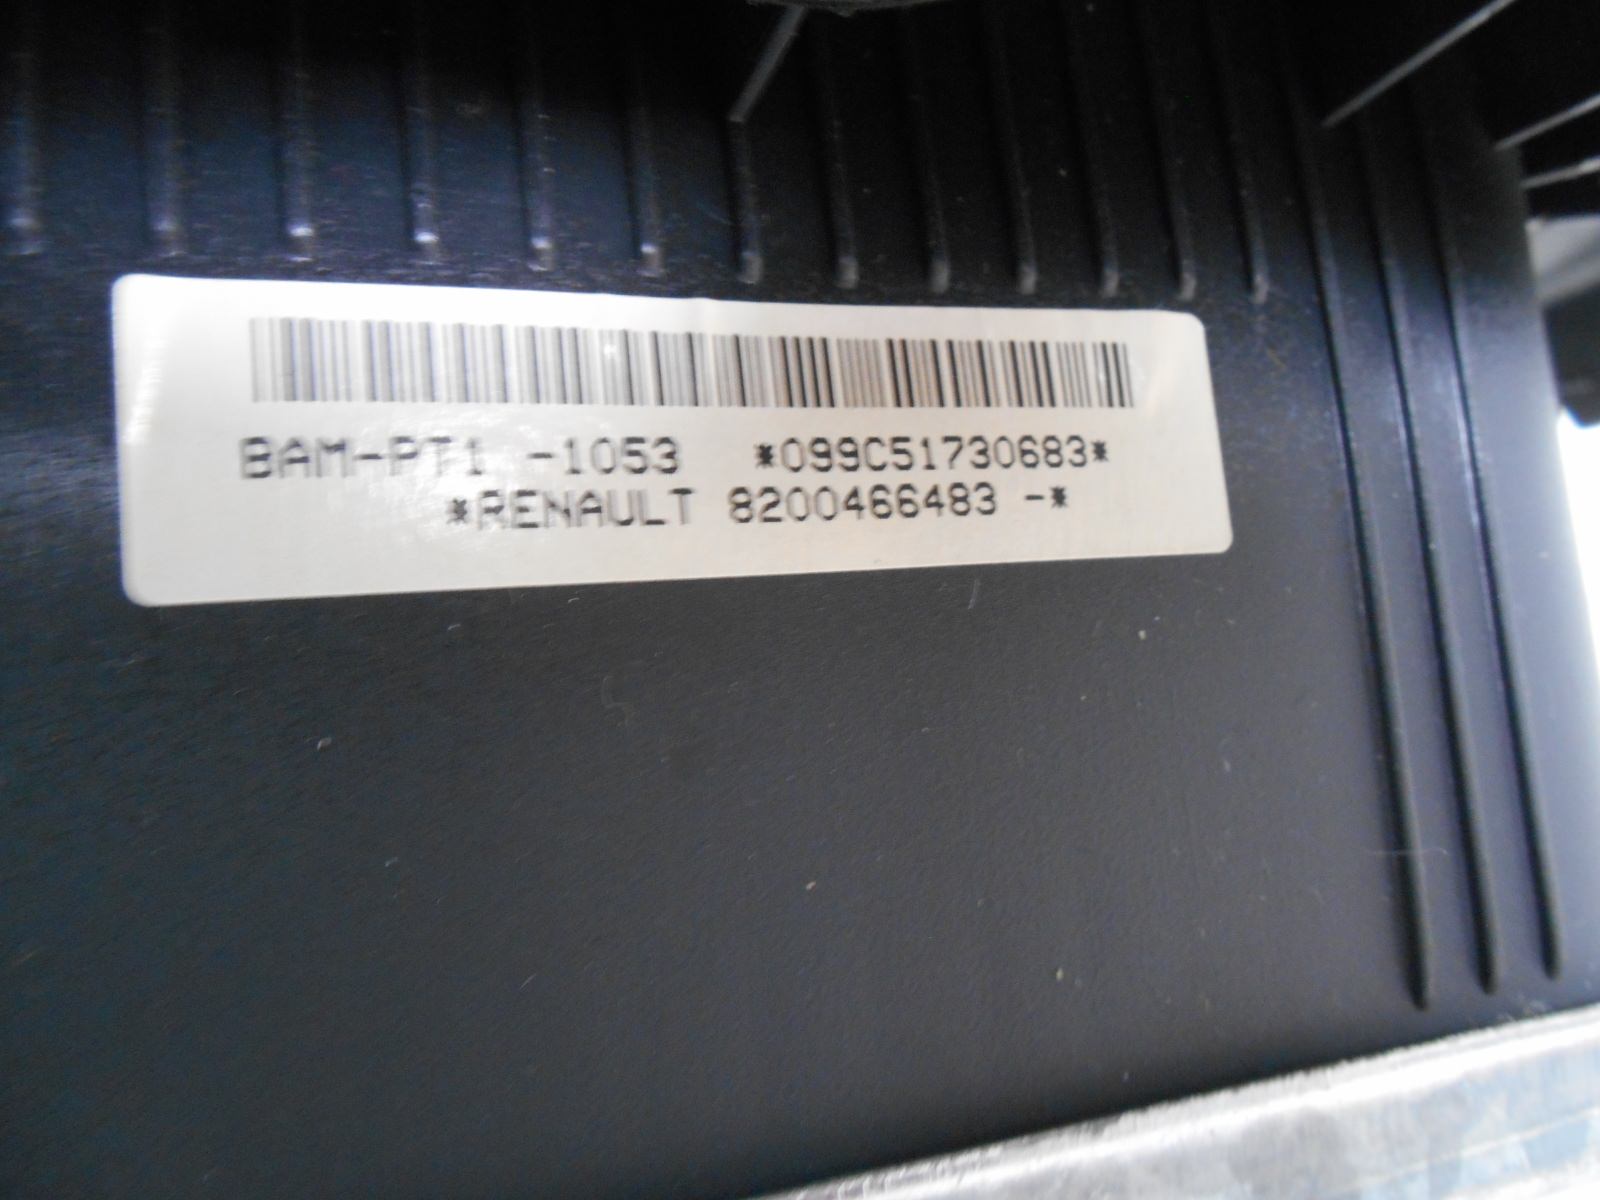 BAM-PT1 -1053 *099C51730683*
*RENAULT 8200466483 -*